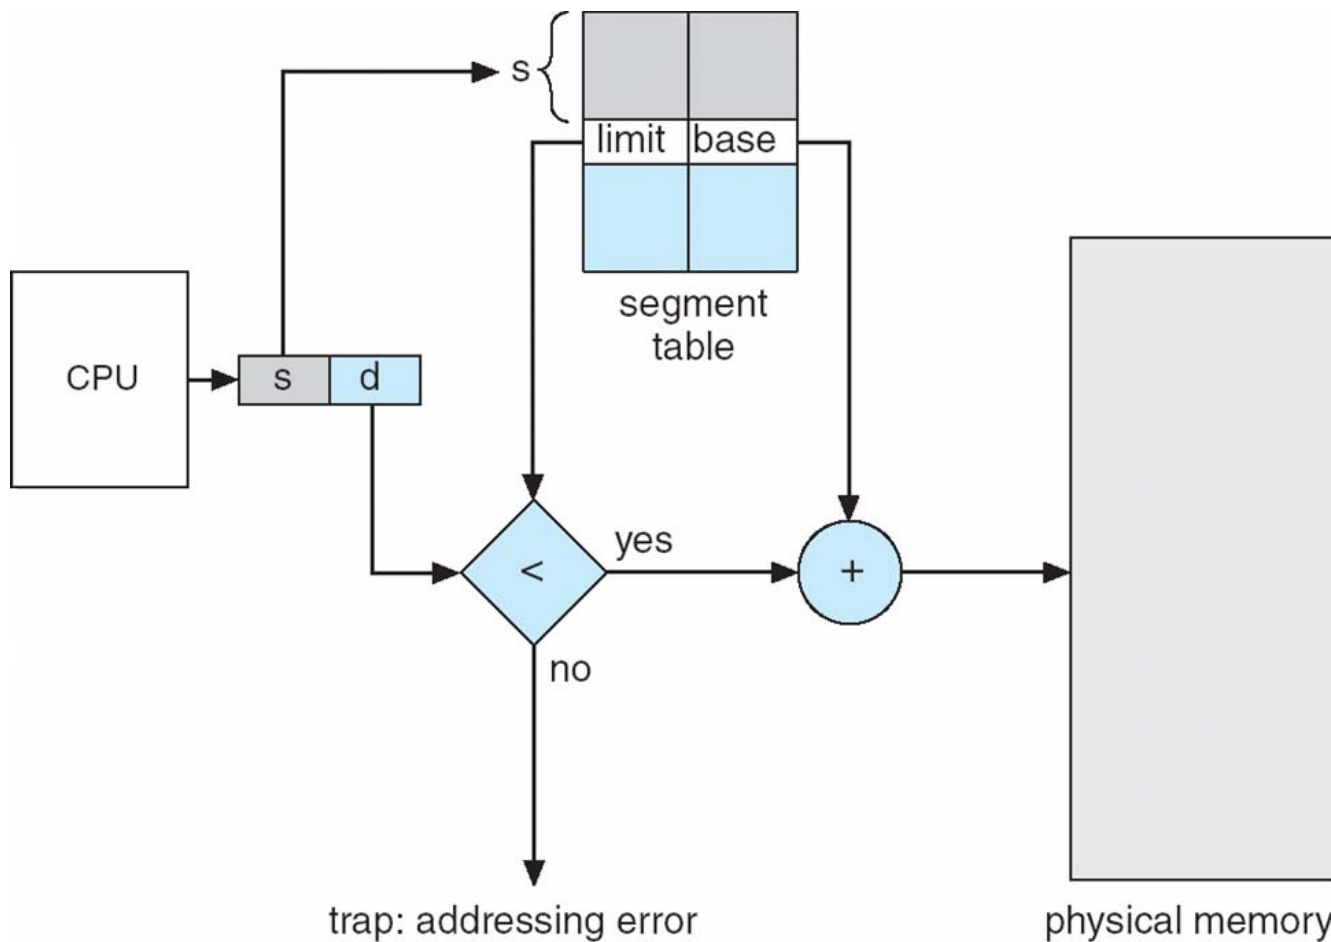 s
limit base
segment
table
CPU
s d
<
yes
+
no
trap: addressing error
physical memory